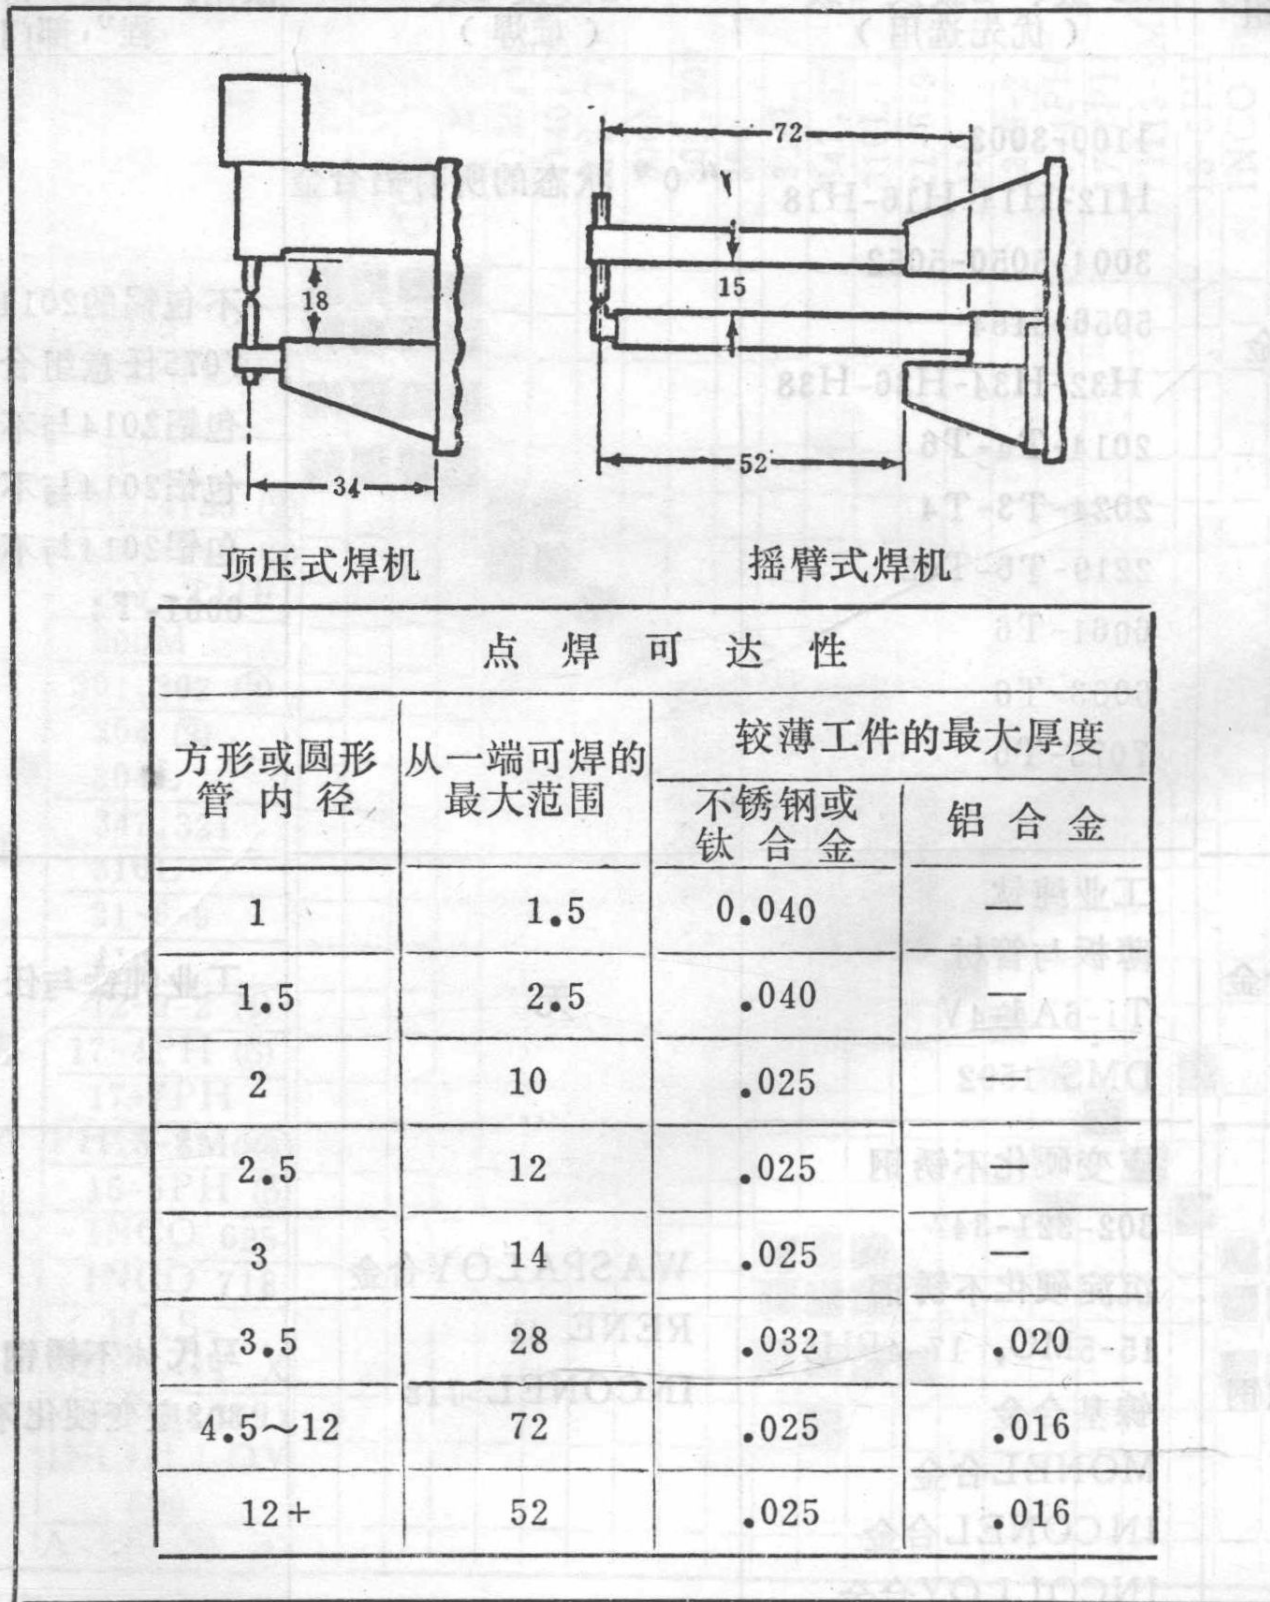 72
18
15
34
52
顶压式焊机
摇臂式焊机
点 焊 可 达 性
方形或圆形
管 内 径
从一端可焊的
最大范围
较薄工件的最大厚度
不锈钢或
钛 合 金
铝 合 金
1 1.5 0.040 —
1.5 2.5 .040 —
2 10 .025 —
2.5 12 .025 —
3 14 .025 —
3.5 28 .032 .020
4.5～12 72 .025 .016
12+ 52 .025 .016